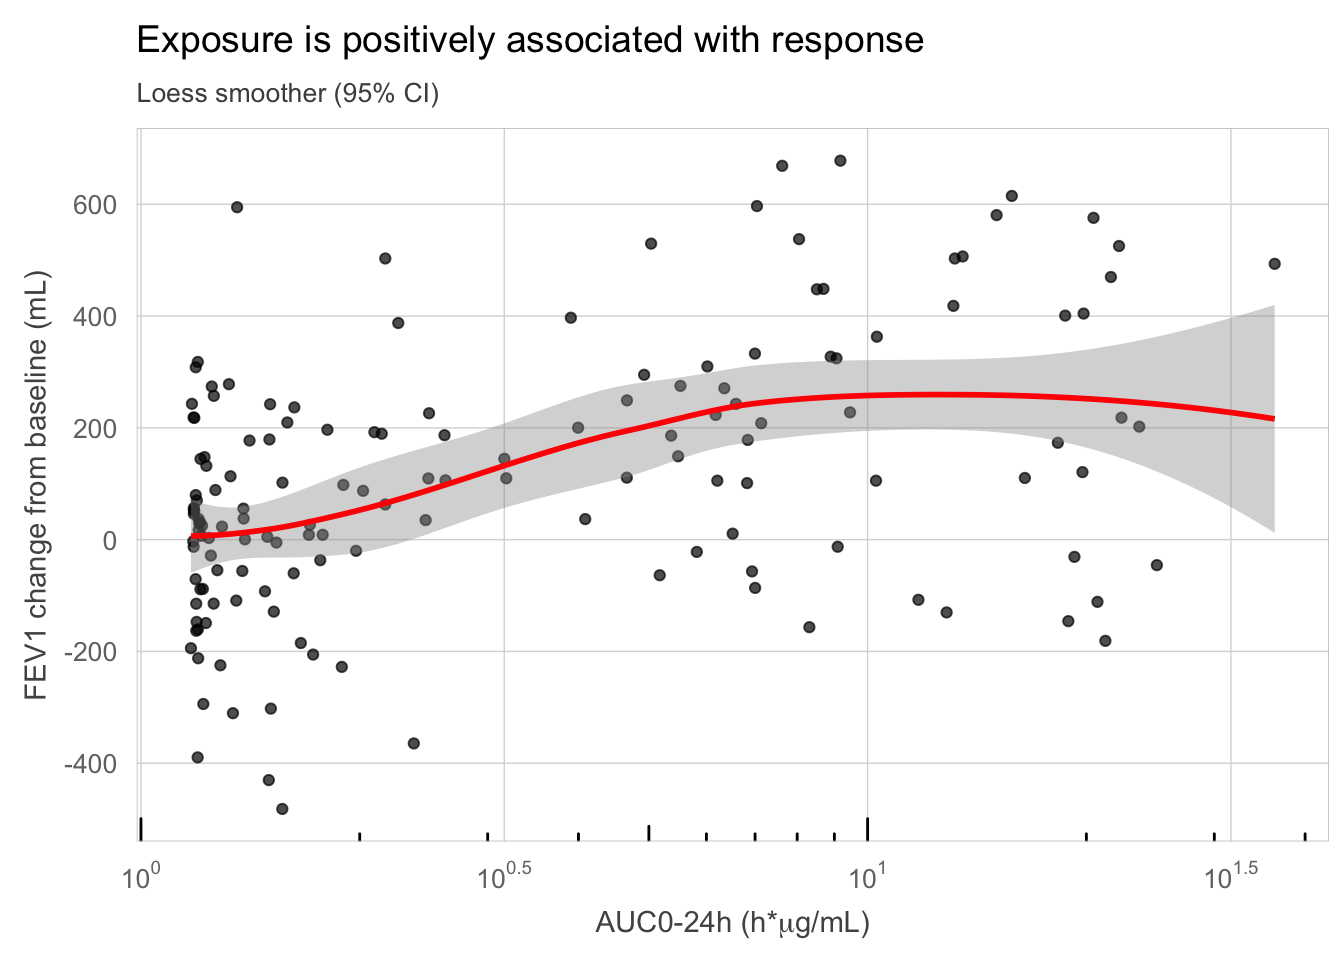 Exposure is positively associated with response
Loess smoother (95% CI)
FEV1 change from baseline (mL)
600
400
200
0
-200
-400
10^0
10^0.5
10^1
10^1.5
AUC0-24h (h*μg/mL)